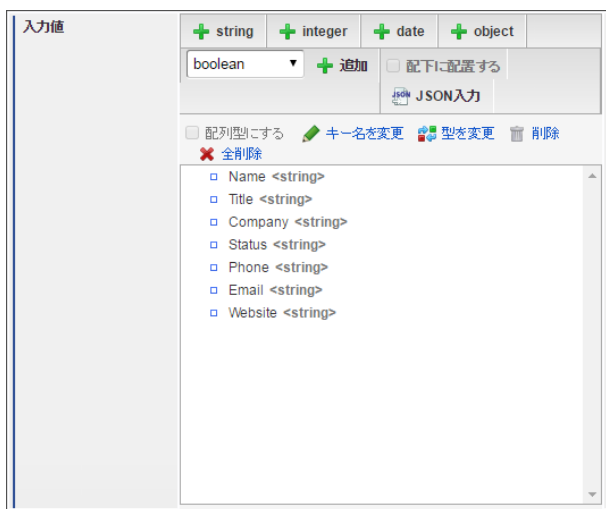 入力値
string integer date object
boolean 追加 配下に配置する
JSON入力
配列型にする キー名を変更 型を変更 削除
全削除
Name <string>
Title <string>
Company <string>
Status <string>
Phone <string>
Email <string>
Website <string>